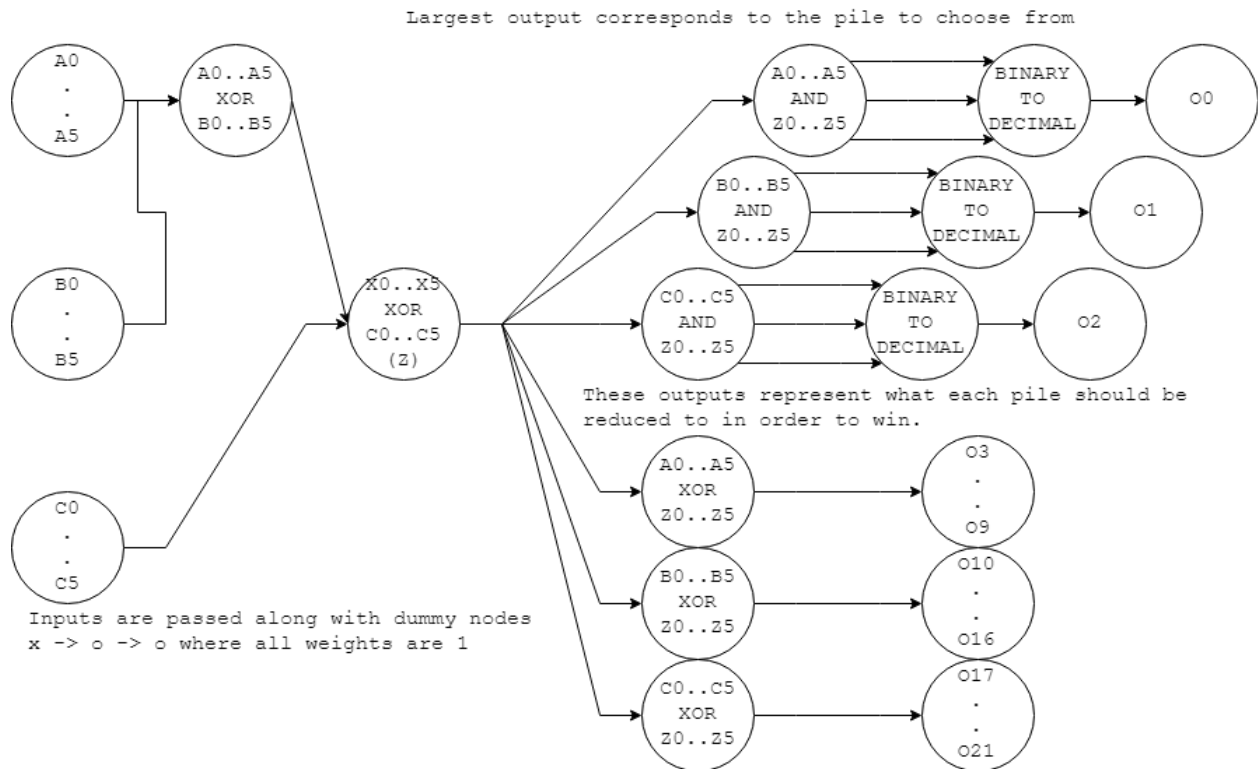 Largest output corresponds to the pile to choose from
A0
.
.
A5
A0..A5
XOR
B0..B5
A0..A5
AND
Z0..Z5
BINARY
TO
DECIMAL
O0
B0..B5
AND
Z0..Z5
BINARY
TO
DECIMAL
O1
B0
.
.
B5
X0..X5
XOR
C0..C5
(Z)
C0..C5
AND
Z0..Z5
BINARY
TO
DECIMAL
O2
These outputs represent what each pile should be
reduced to in order to win.
A0..A5
XOR
Z0..Z5
O3
.
.
O9
C0
.
.
C5
B0..B5
XOR
Z0..Z5
O10
.
.
O16
Inputs are passed along with dummy nodes
x -> o -> o where all weights are 1
C0..C5
XOR
Z0..Z5
O17
.
.
O21